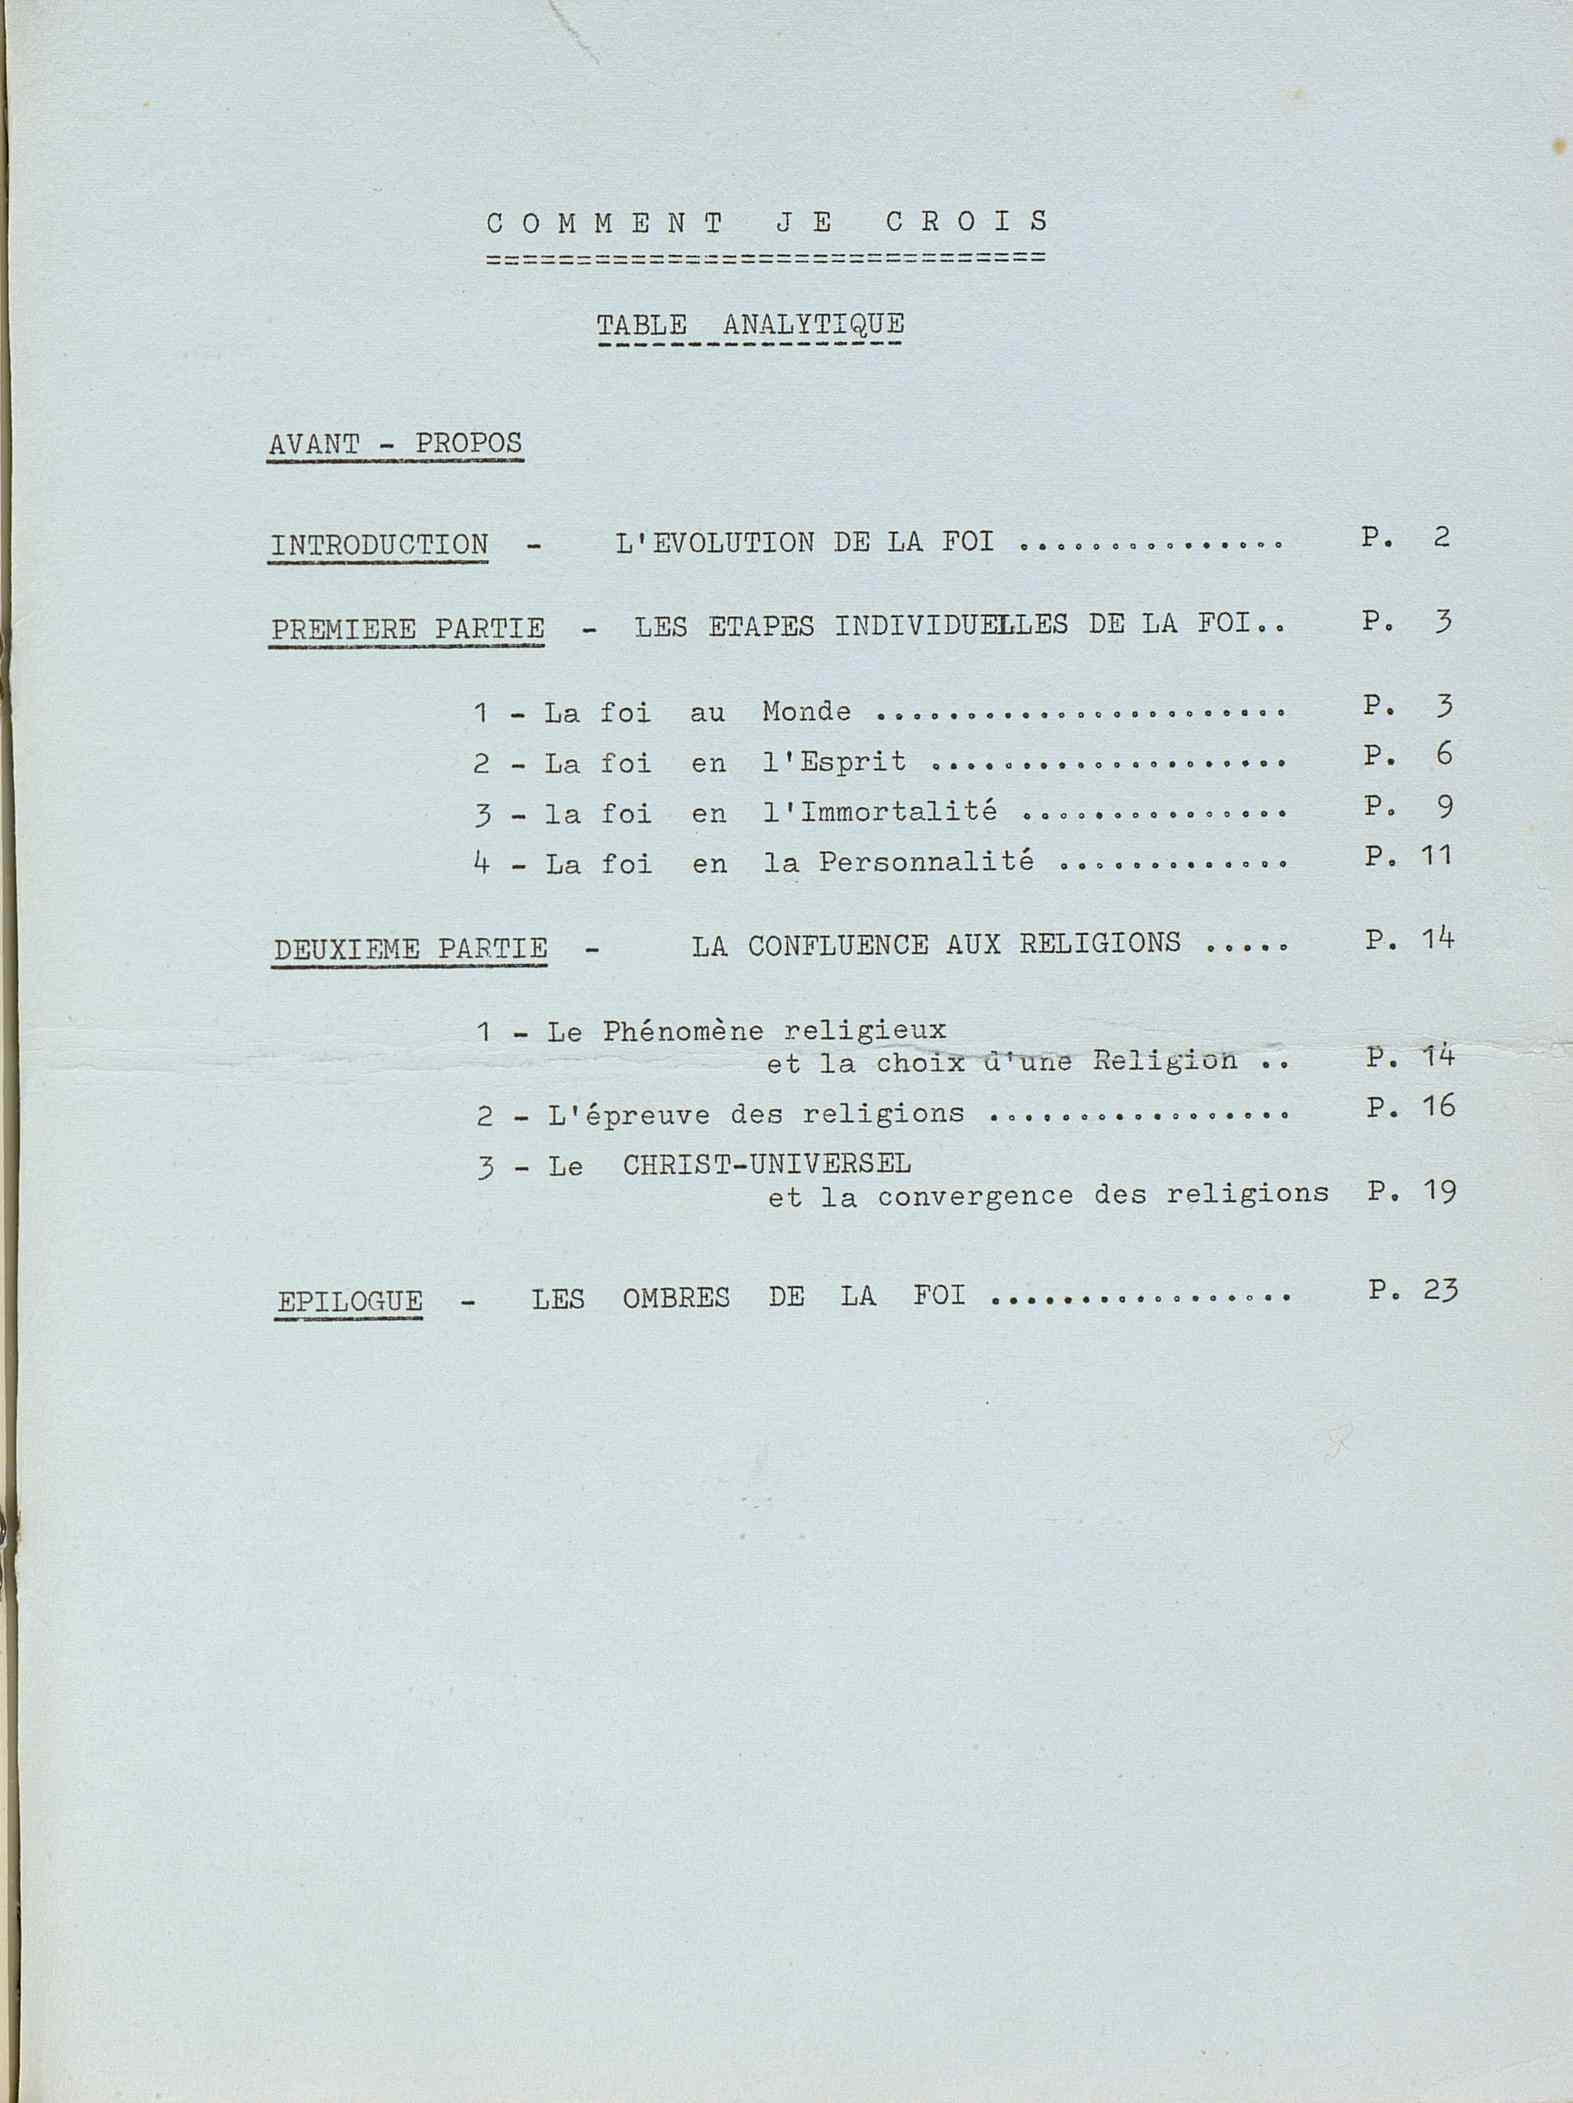 COMMENT JE CROIS
===============================
TABLE ANALYTIQUE
-----------------
AVANT - PROPOS
INTRODUCTION - L'EVOLUTION DE LA FOI ............... P. 2
PREMIERE PARTIE - LES ETAPES INDIVIDUELLES DE LA FOI.. P. 3
1 - La foi au Monde ....................... P. 3
2 - La foi en l'Esprit .................... P. 6
3 - la foi en l'Immortalité ............... P. 9
4 - La foi en la Personnalité ............. P. 11
DEUXIEME PARTIE - LA CONFLUENCE AUX RELIGIONS ..... P. 14
1 - Le Phénomène religieux
et la choix d'une Religion .. P. 14
2 - L'épreuve des religions ................. P. 16
3 - Le CHRIST-UNIVERSEL
et la convergence des religions P. 19
EPILOGUE - LES OMBRES DE LA FOI ................. P. 23